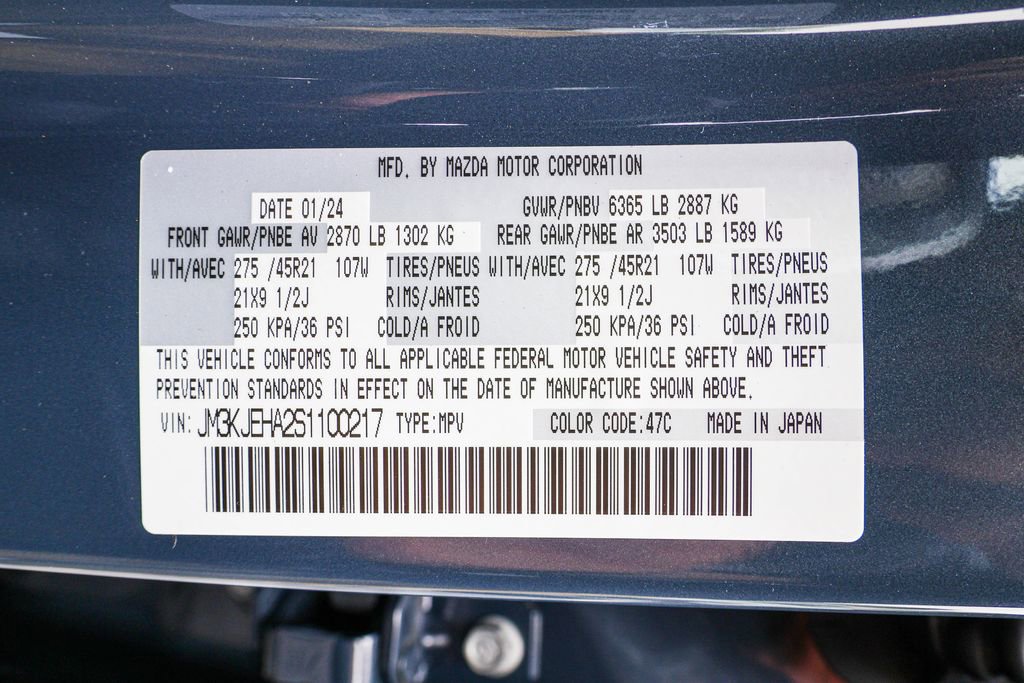 MFD. BY MAZDA MOTOR CORPORATION
DATE 01/24 GVWR/PNBV 6365 LB 2887 KG
FRONT GAWR/PNBE AV 2870 LB 1302 KG REAR GAWR/PNBE AR 3503 LB 1589 KG
WITH/AVEC 275 /45R21 107W TIRES/PNEUS WITH/AVEC 275 /45R21 107W TIRES/PNEUS
21X9 1/2J RIMS/JANTES 21X9 1/2J RIMS/JANTES
250 KPA/36 PSI COLD/A FROID 250 KPA/36 PSI COLD/A FROID
THIS VEHICLE CONFORMS TO ALL APPLICABLE FEDERAL MOTOR VEHICLE SAFETY AND THEFT
PREVENTION STANDARDS IN EFFECT ON THE DATE OF MANUFACTURE SHOWN ABOVE.
VIN: JM3KJEHA2S1100217 TYPE:MPV COLOR CODE:47C MADE IN JAPAN